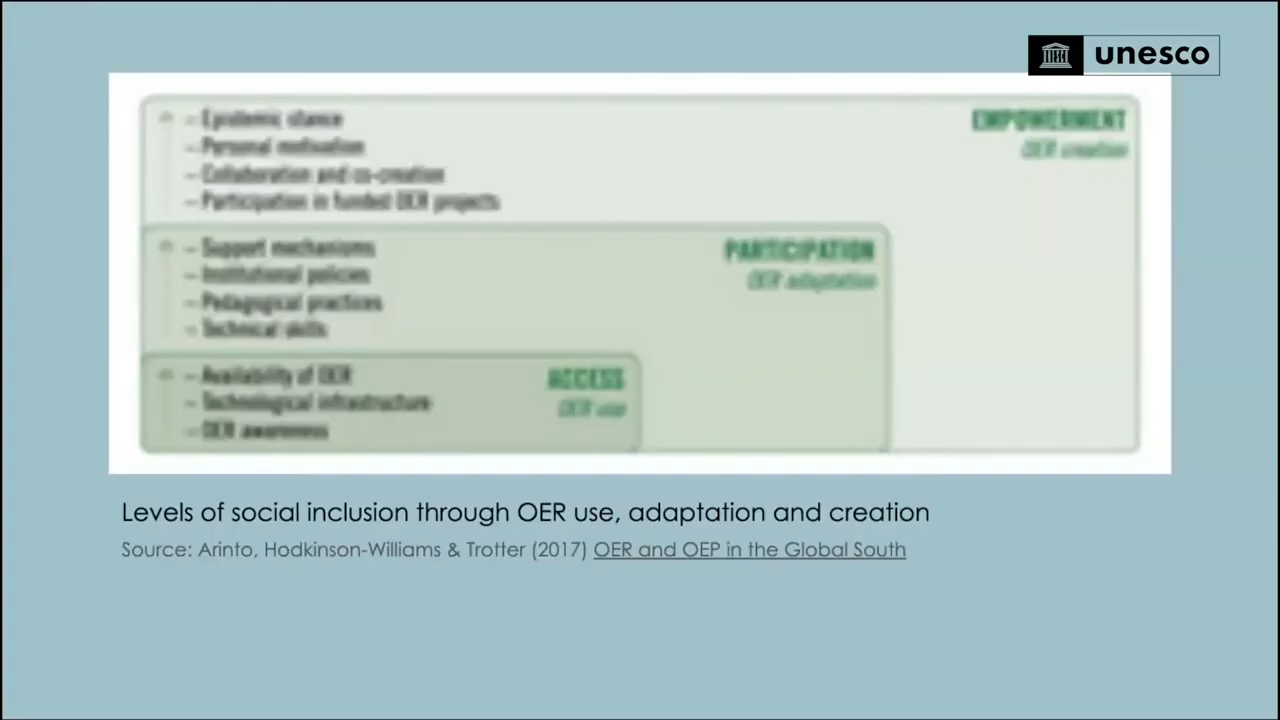 unesco
– Epistemic stance
– Personal motivation
– Collaboration and co-creation
– Participation in funded OER projects
EMPOWERMENT
OER creation
– Support mechanisms
– Institutional policies
– Pedagogical practices
– Technical skills
PARTICIPATION
OER adaptation
– Availability of OER
– Technological infrastructure
– OER awareness
ACCESS
OER use
Levels of social inclusion through OER use, adaptation and creation
Source: Arinto, Hodkinson-Williams & Trotter (2017) OER and OEP in the Global South